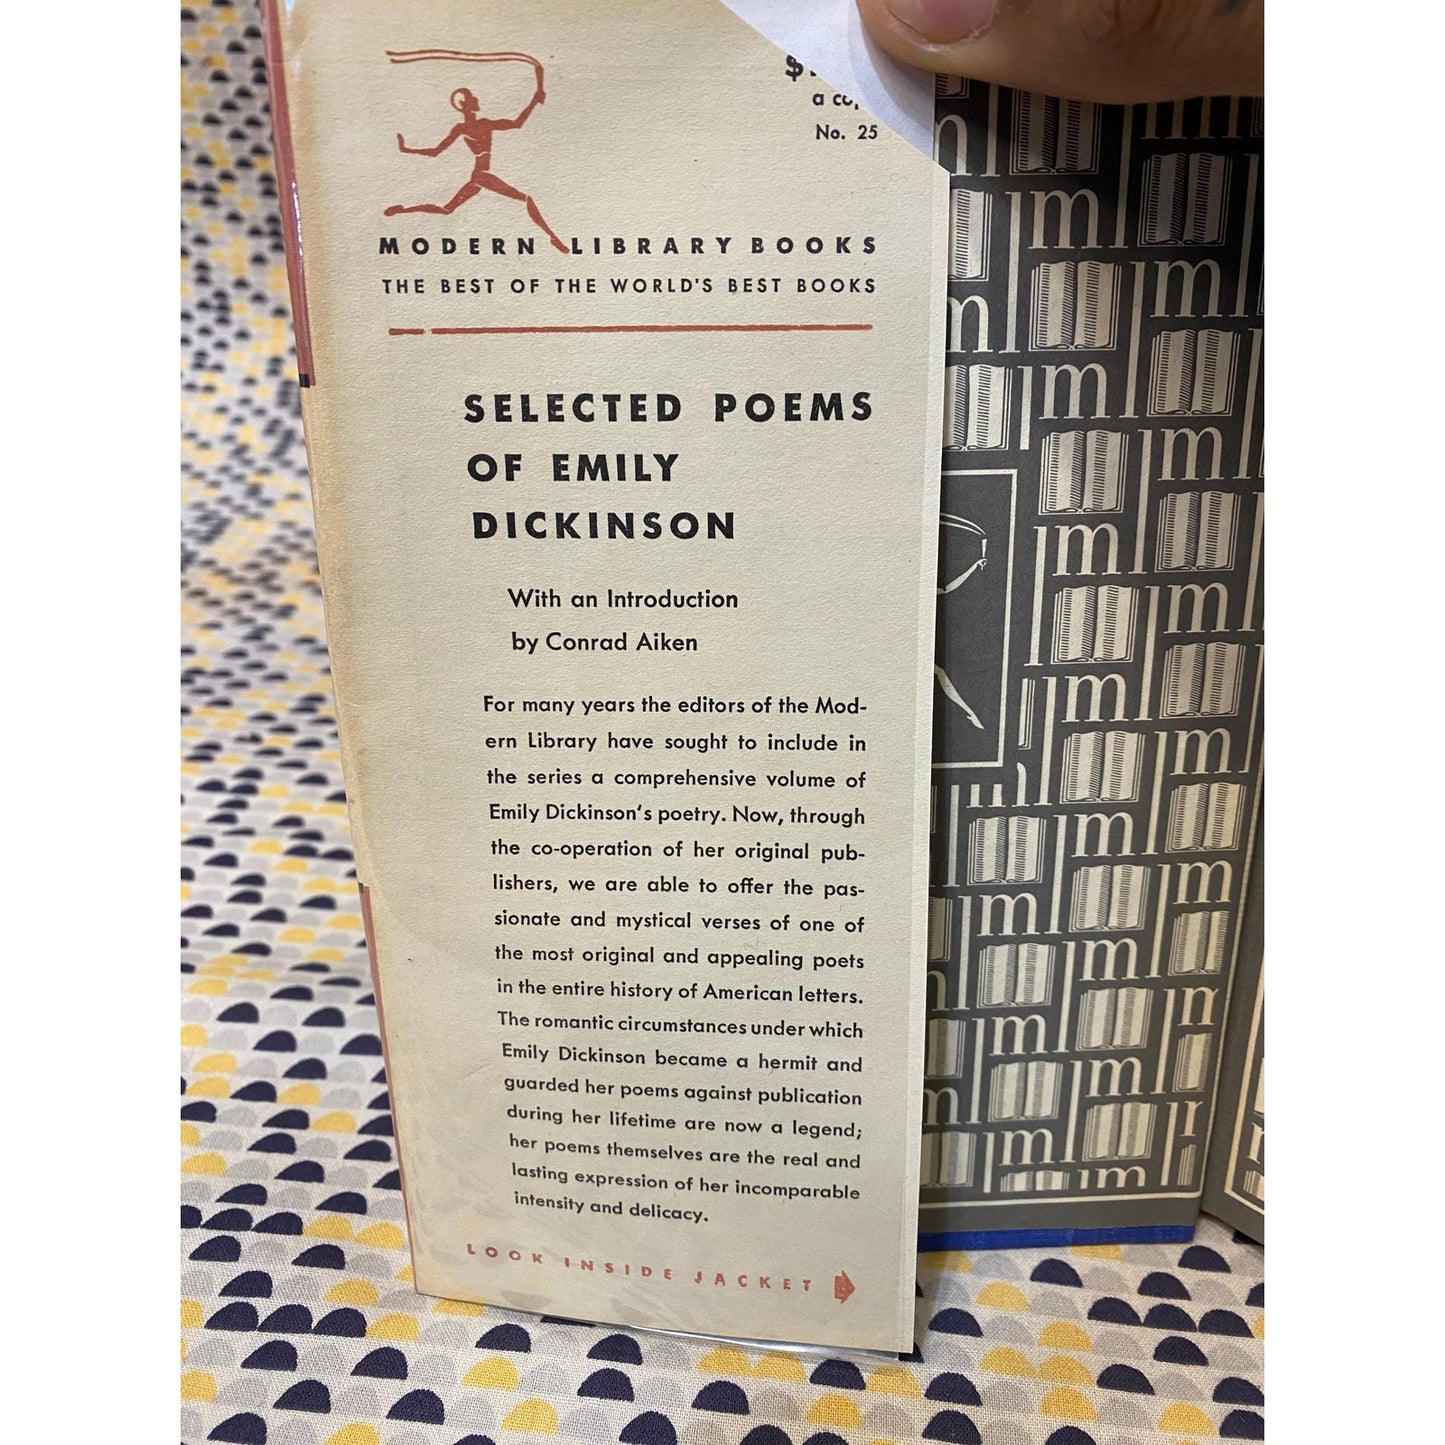 $
a
No. 25
MODERN LIBRARY BOOKS
THE BEST OF THE WORLD'S BEST BOOKS
SELECTED POEMS
OF EMILY
DICKINSON
With an Introduction
by Conrad Aiken
For many years the editors of the Mod-
ern Library have sought to include in
the series a comprehensive volume of
Emily Dickinson's poetry. Now, through
the co-operation of her original pub-
lishers, we are able to offer the pas-
sionate and mystical verses of one of
the most original and appealing poets
in the entire history of American letters.
The romantic circumstances under which
Emily Dickinson became a hermit and
guarded her poems against publication
during her lifetime are now a legend;
her poems themselves are the real and
lasting expression of her incomparable
intensity and delicacy.
LOOK INSIDE JACKET